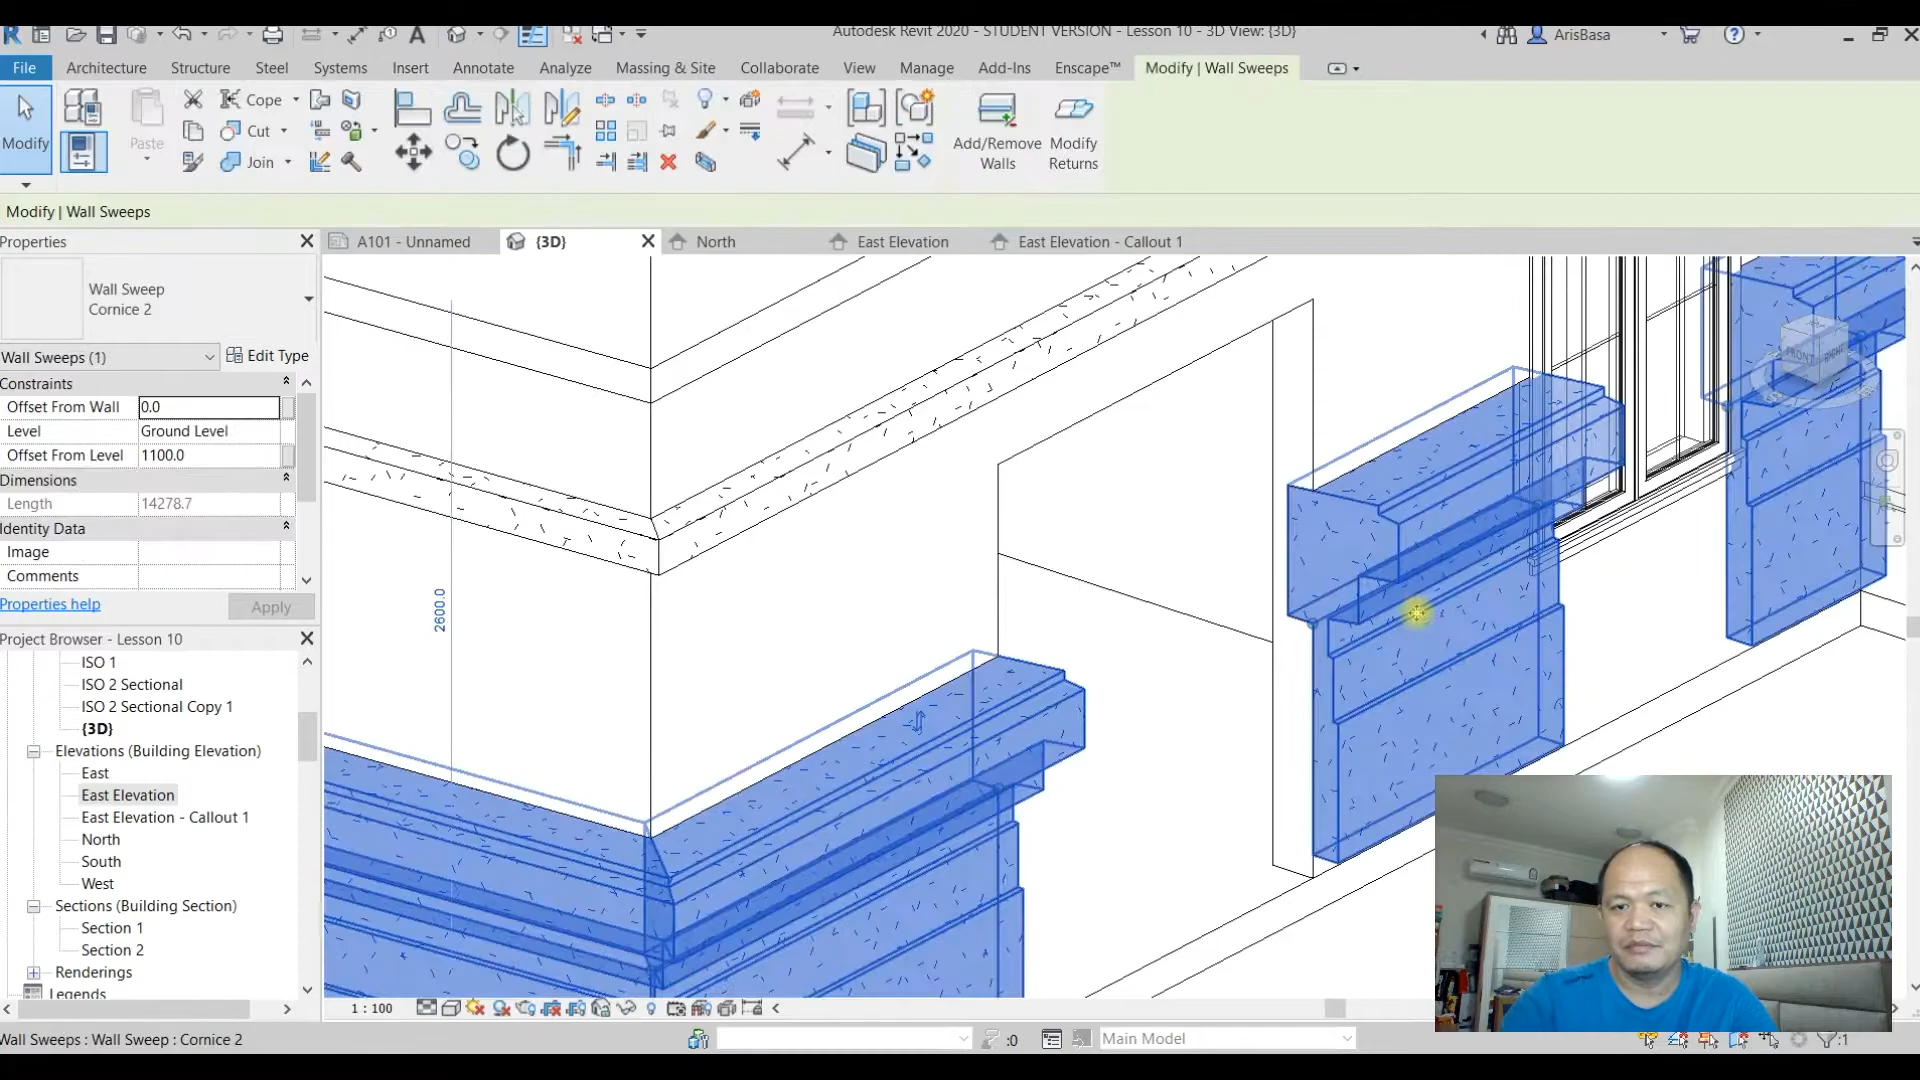 Autodesk Revit 2020 - STUDENT VERSION - Lesson 10 - 3D View: {3D}
ArisBasa
File
Architecture
Structure
Steel
Systems
Insert
Annotate
Analyze
Massing & Site
Collaborate
View
Manage
Add-Ins
Enscape™
Modify | Wall Sweeps
Modify
Paste
Cope
Cut
Join
Add/Remove Walls
Modify Returns
Modify | Wall Sweeps
Properties
A101 - Unnamed
{3D}
North
East Elevation
East Elevation - Callout 1
Wall Sweep
Cornice 2
Wall Sweeps (1)
Edit Type
Constraints
Offset From Wall 0.0
Level Ground Level
Offset From Level 1100.0
Dimensions
Length 14278.7
Identity Data
Image
Comments
Properties help
Apply
Project Browser - Lesson 10
ISO 1
ISO 2 Sectional
ISO 2 Sectional Copy 1
{3D}
Elevations (Building Elevation)
East
East Elevation
East Elevation - Callout 1
North
South
West
Sections (Building Section)
Section 1
Section 2
Renderings
Legends
2600.0
FRONT
RIGHT
1 : 100
Wall Sweeps : Wall Sweep : Cornice 2
:0
Main Model
:1